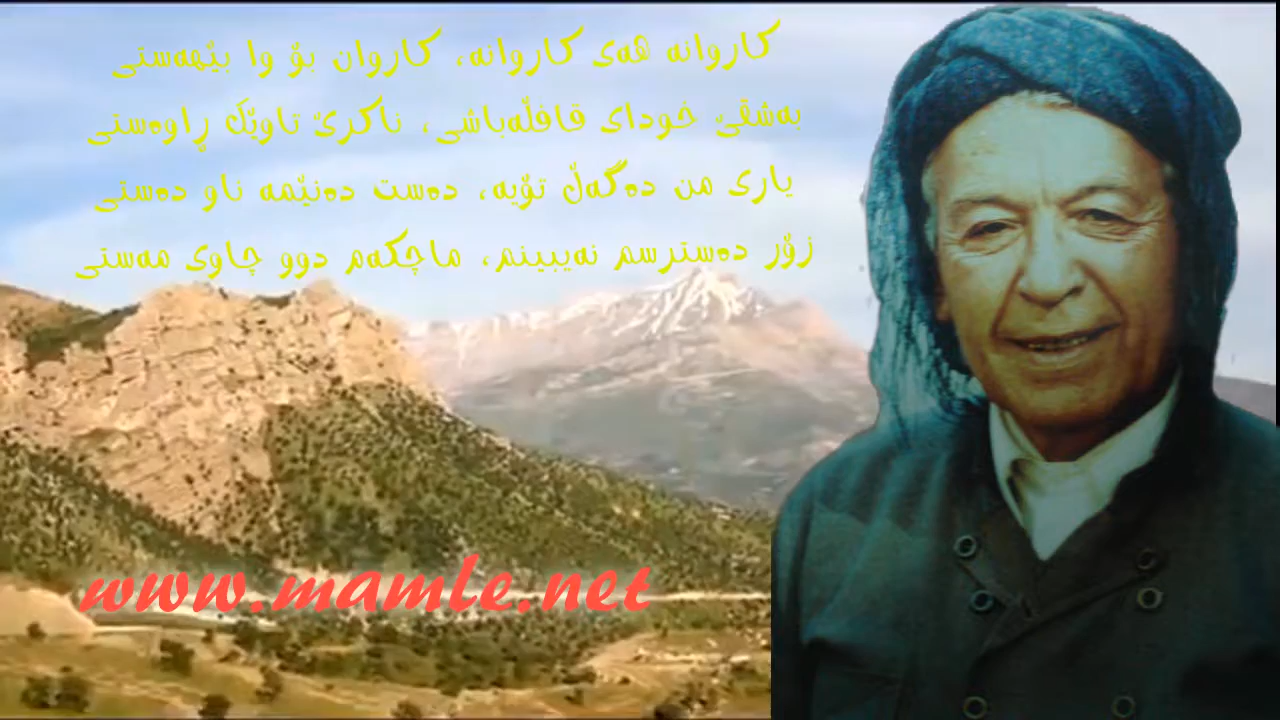 کاروانە هەی کاروانە، کاروان بۆ وا بێهەستی
بەشقێ خودای قافڵەباشی، ناکرێ تاوێک ڕاوەستی
یاری من دەگەڵ تۆیە، دەست دەنێمە ناو دەستی
زۆر دەسترسم نەیبینم، ماچکەم دوو چاوی مەستی
www.mamle.net